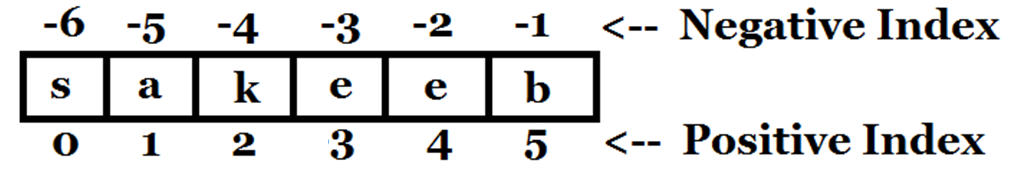 -6 -5 -4 -3 -2 -1 <-- Negative Index
s a k e e b
0 1 2 3 4 5 <-- Positive Index